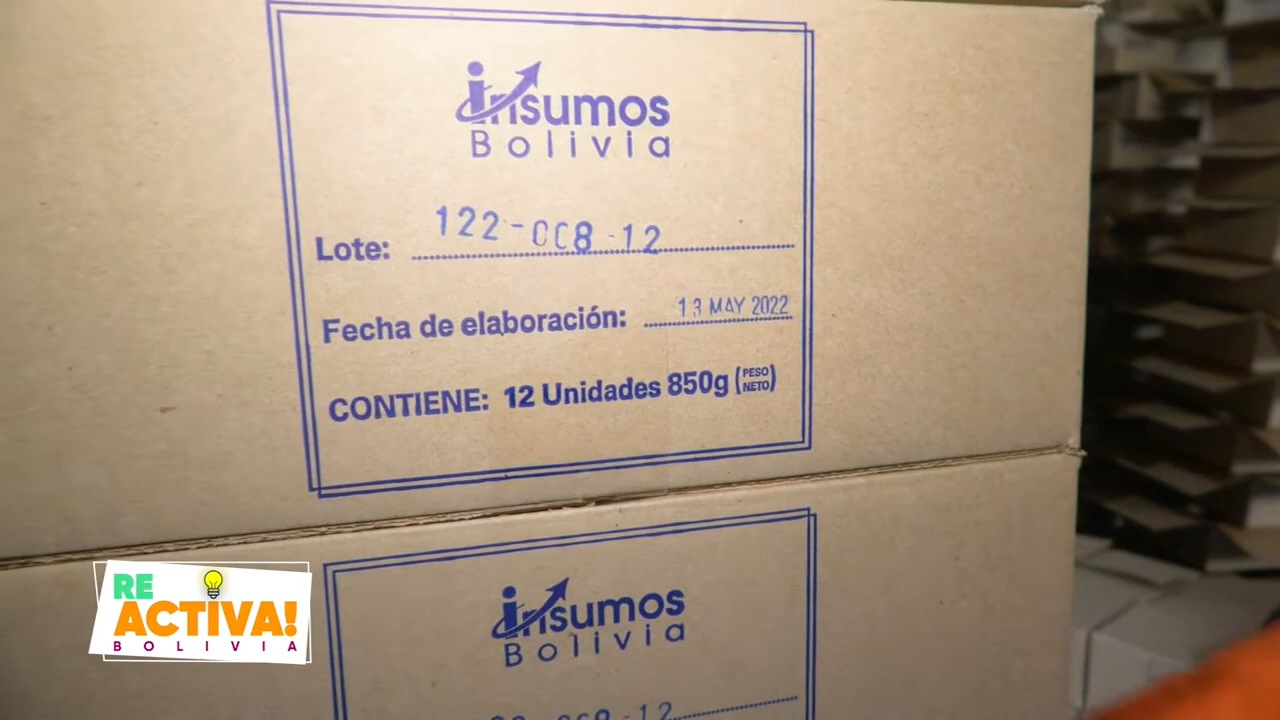 insumos
Bolivia
Lote: 122-008-12
Fecha de elaboración: 13 MAY 2022
CONTIENE: 12 Unidades 850g (PESO NETO)
insumos
Bolivia
RE
ACTIVA!
BOLIVIA